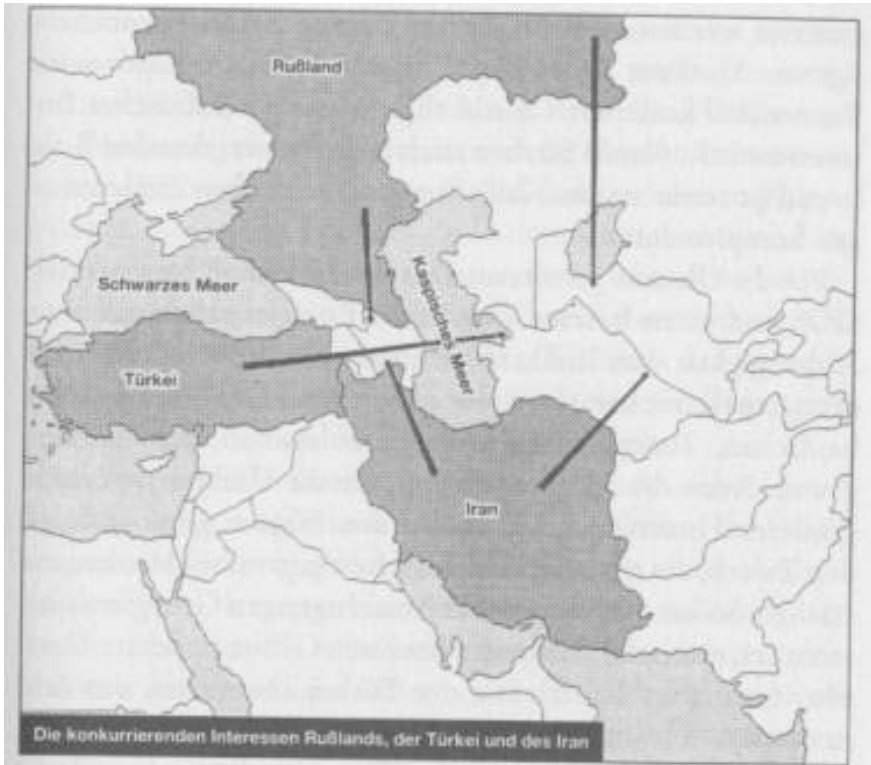 Rußland
Schwarzes Meer
Kaspisches Meer
Türkei
Iran
Die konkurrierenden Interessen Rußlands, der Türkei und des Iran